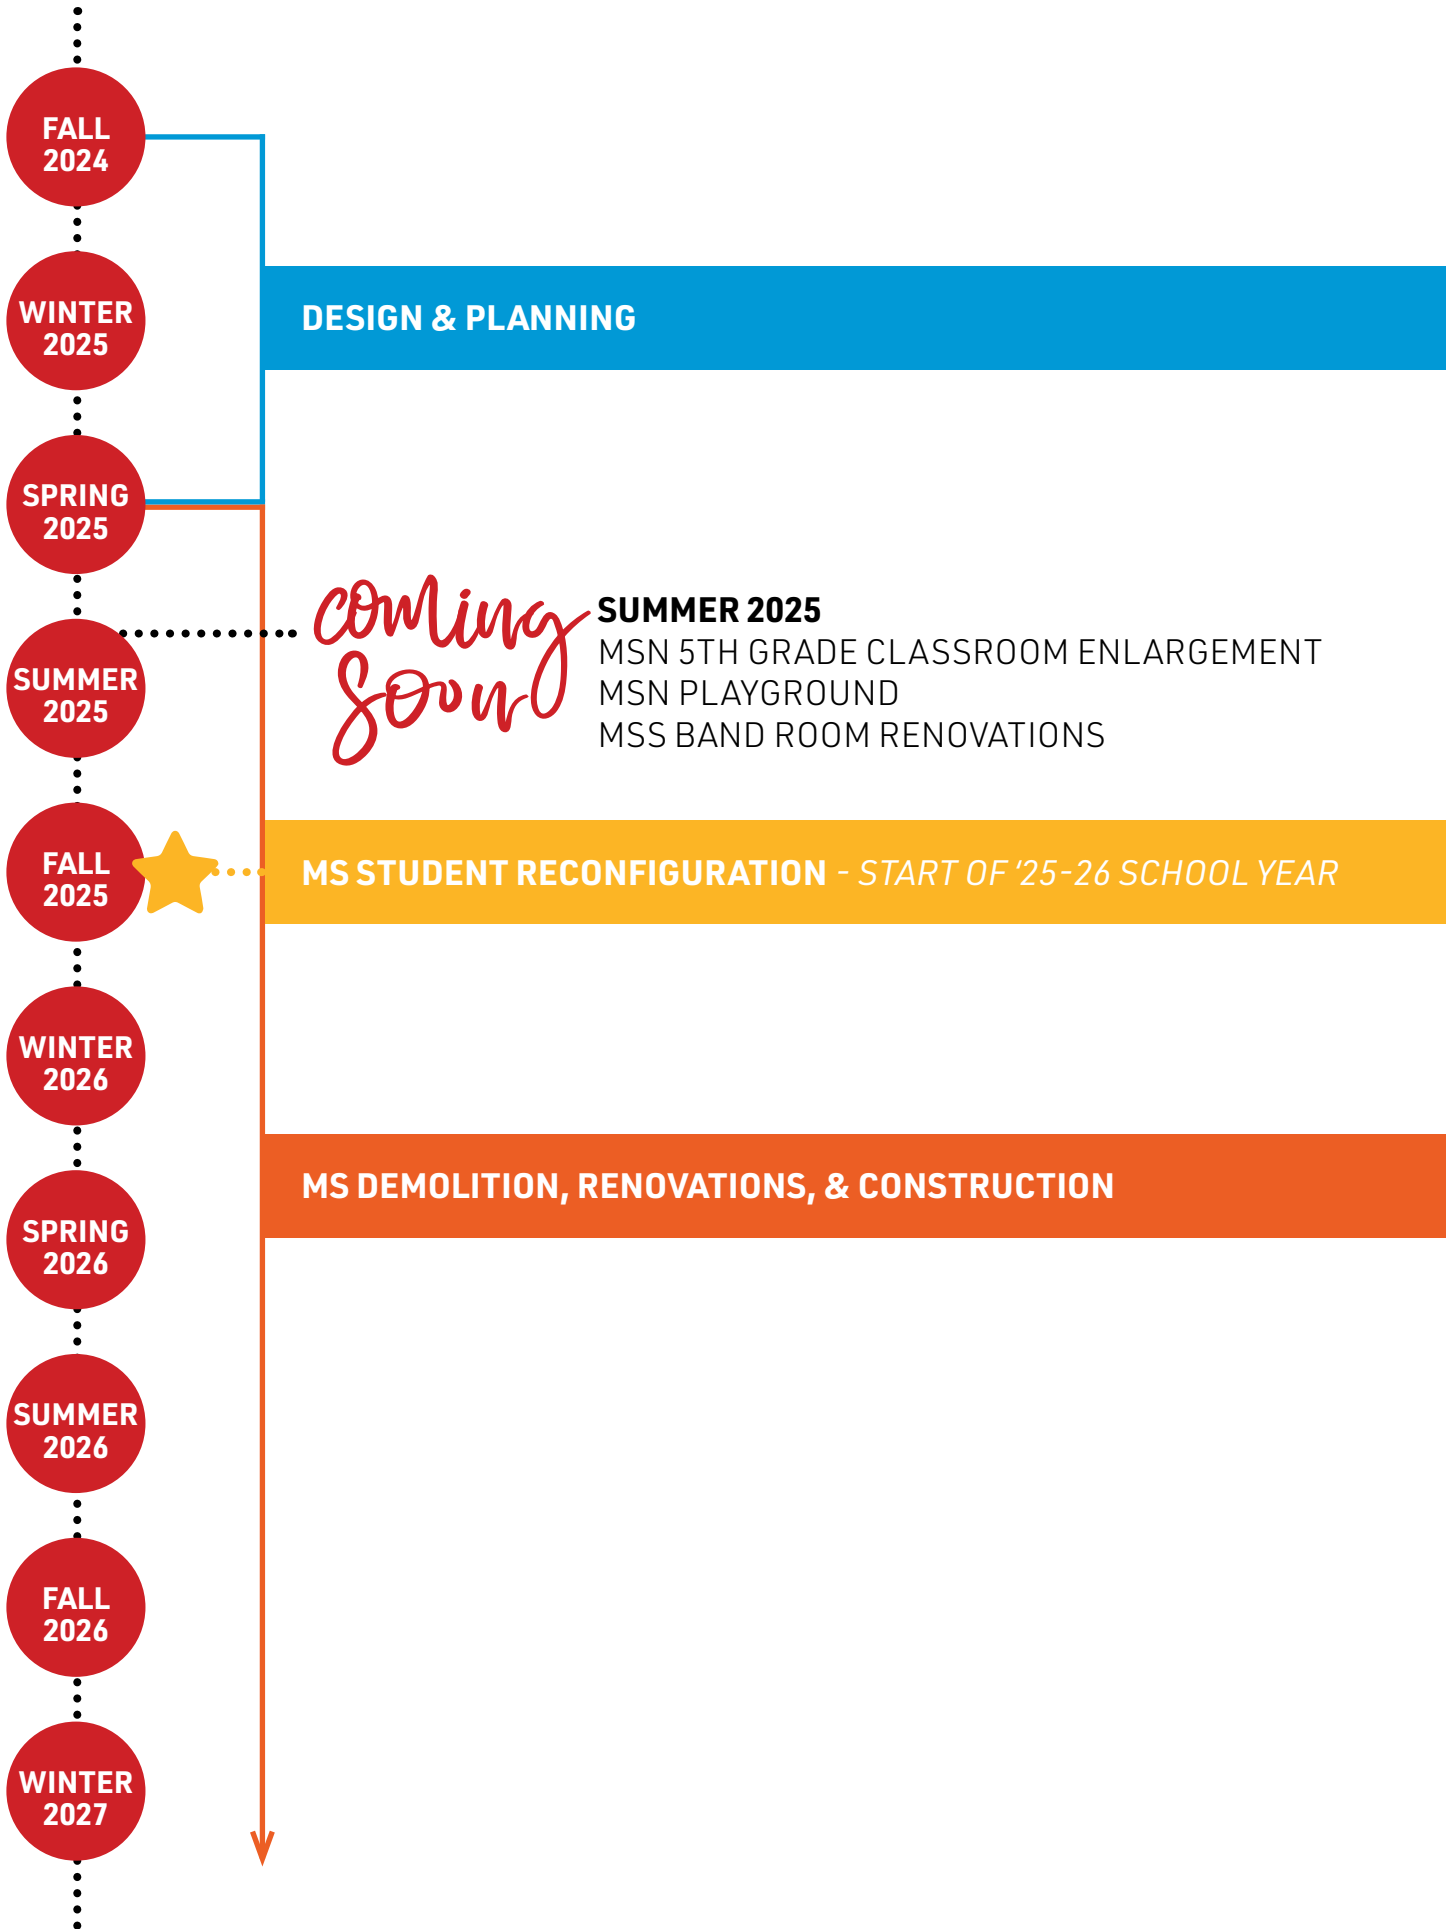 FALL
2024
WINTER
2025
DESIGN & PLANNING
SPRING
2025
coming
soon
SUMMER 2025
MSN 5TH GRADE CLASSROOM ENLARGEMENT
MSN PLAYGROUND
MSS BAND ROOM RENOVATIONS
SUMMER
2025
FALL
2025
MS STUDENT RECONFIGURATION - START OF '25-26 SCHOOL YEAR
WINTER
2026
MS DEMOLITION, RENOVATIONS, & CONSTRUCTION
SPRING
2026
SUMMER
2026
FALL
2026
WINTER
2027